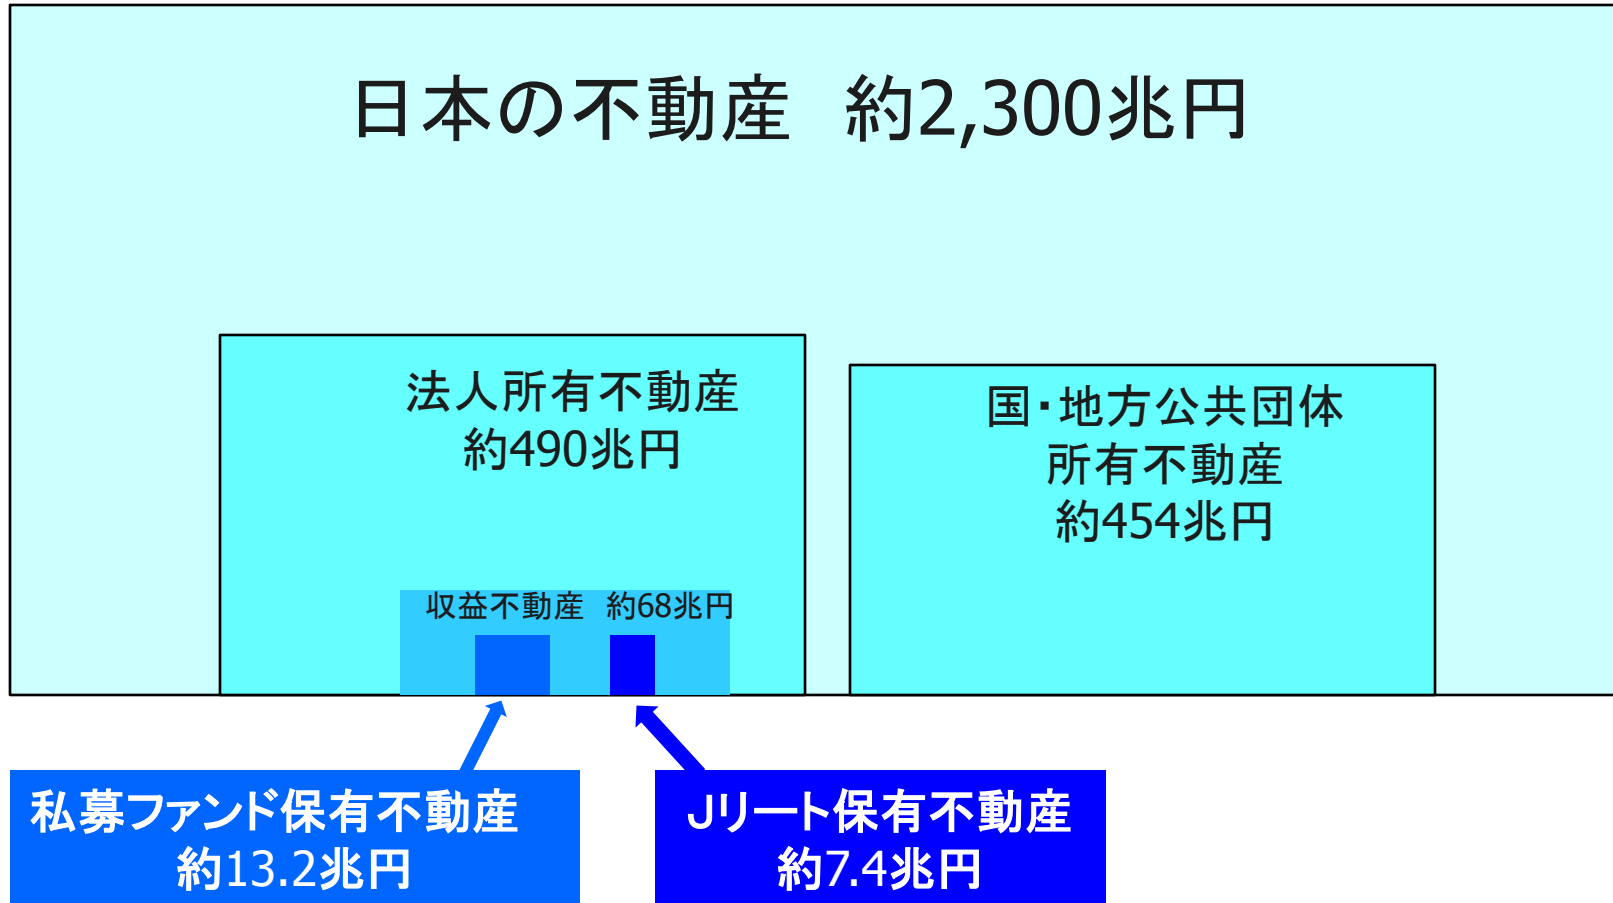 日本の不動産　約2,300兆円
法人所有不動産
約490兆円
国・地方公共団体
所有不動産
約454兆円
収益不動産　約68兆円
私募ファンド保有不動産
約13.2兆円
Jリート保有不動産
約7.4兆円